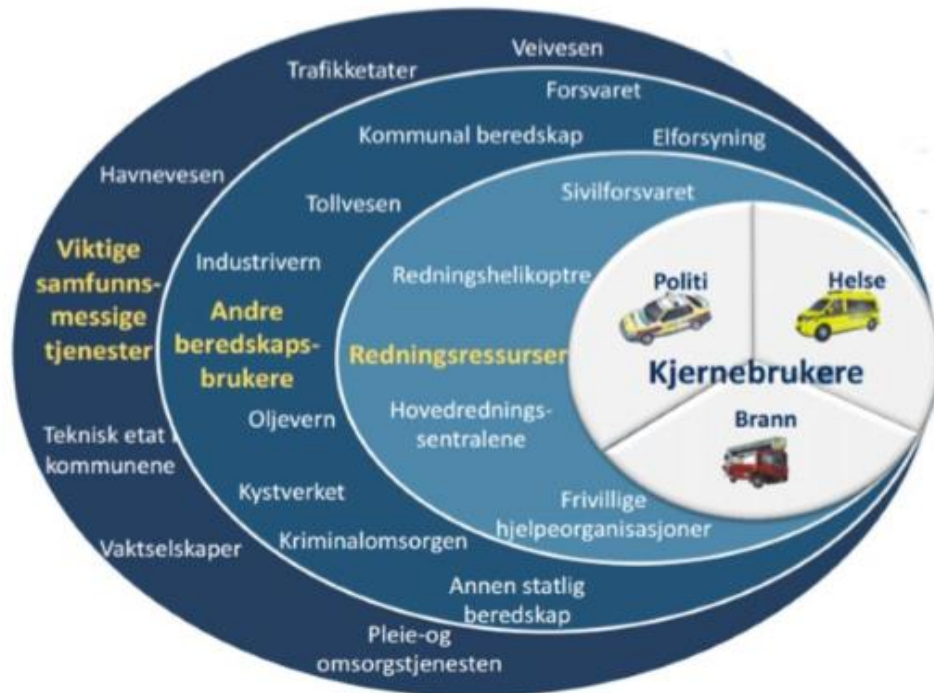 Veivesen
Trafikketater
Havnevesen
Viktige
samfunns-
messige
tjenester
Teknisk etat i
kommunene
Vaktselskaper
Pleie-og
omsorgstjenesten
Forsvaret
Kommunal beredskap
Elforsyning
Tollvesen
Industrivern
Andre
beredskaps-
brukere
Oljevern
Kystverket
Kriminalomsorgen
Annen statlig
beredskap
Sivilforsvaret
Redningshelikoptre
Redningsressurser
Hovedrednings-
sentralene
Frivillige
hjelpeorganisasjoner
Politi
Helse
Kjernebrukere
Brann